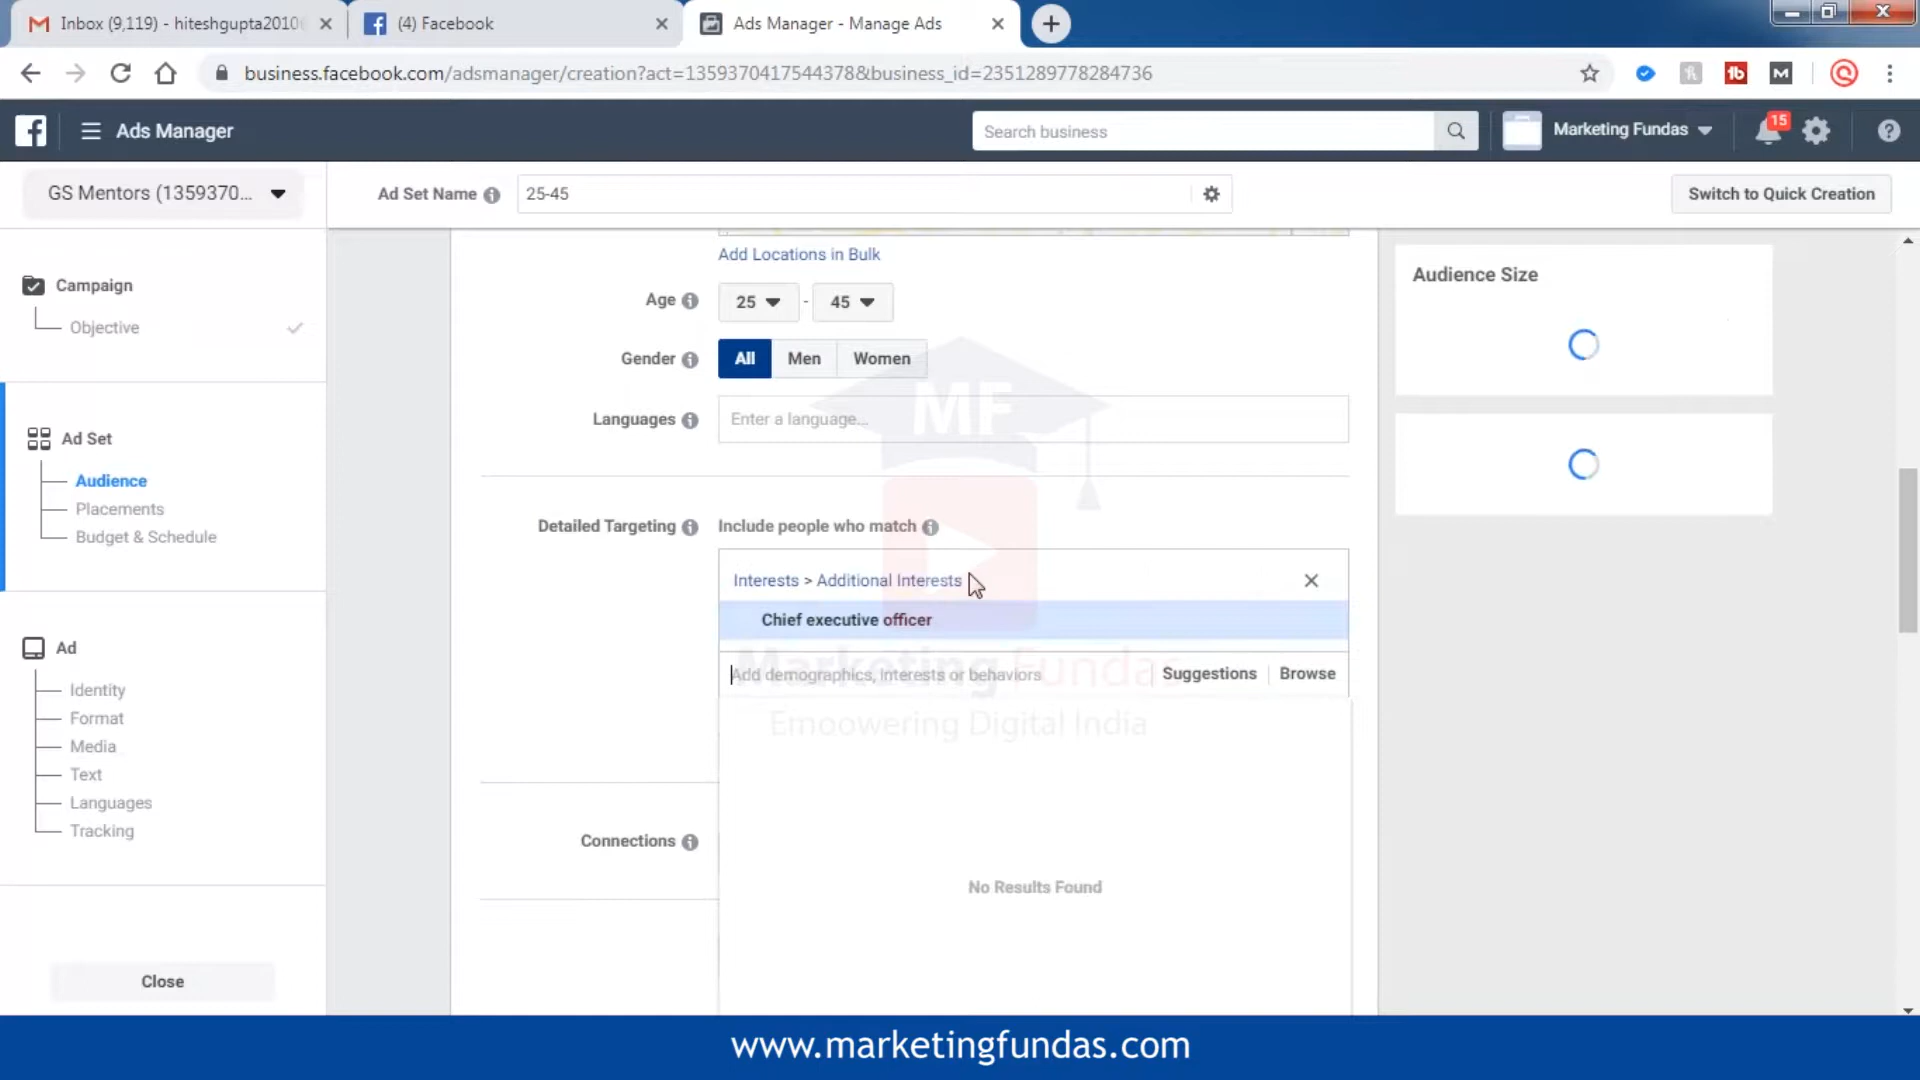 Inbox (9,119) - hiteshgupta2010
(4) Facebook
Ads Manager - Manage Ads
business.facebook.com/adsmanager/creation?act=1359370417544378&business_id=2351289778284736
Ads Manager
Search business
Marketing Fundas
15
GS Mentors (1359370...
Ad Set Name
25-45
Switch to Quick Creation
Campaign
Objective
Ad Set
Audience
Placements
Budget & Schedule
Ad
Identity
Format
Media
Text
Languages
Tracking
Close
Add Locations in Bulk
Age
25
-
45
Gender
All
Men
Women
Languages
Enter a language...
Detailed Targeting
Include people who match
Interests > Additional Interests
Chief executive officer
Add demographics, interests or behaviors
Suggestions
Browse
No Results Found
Connections
Audience Size
MF
Marketing Fundas
Empowering Digital India
www.marketingfundas.com